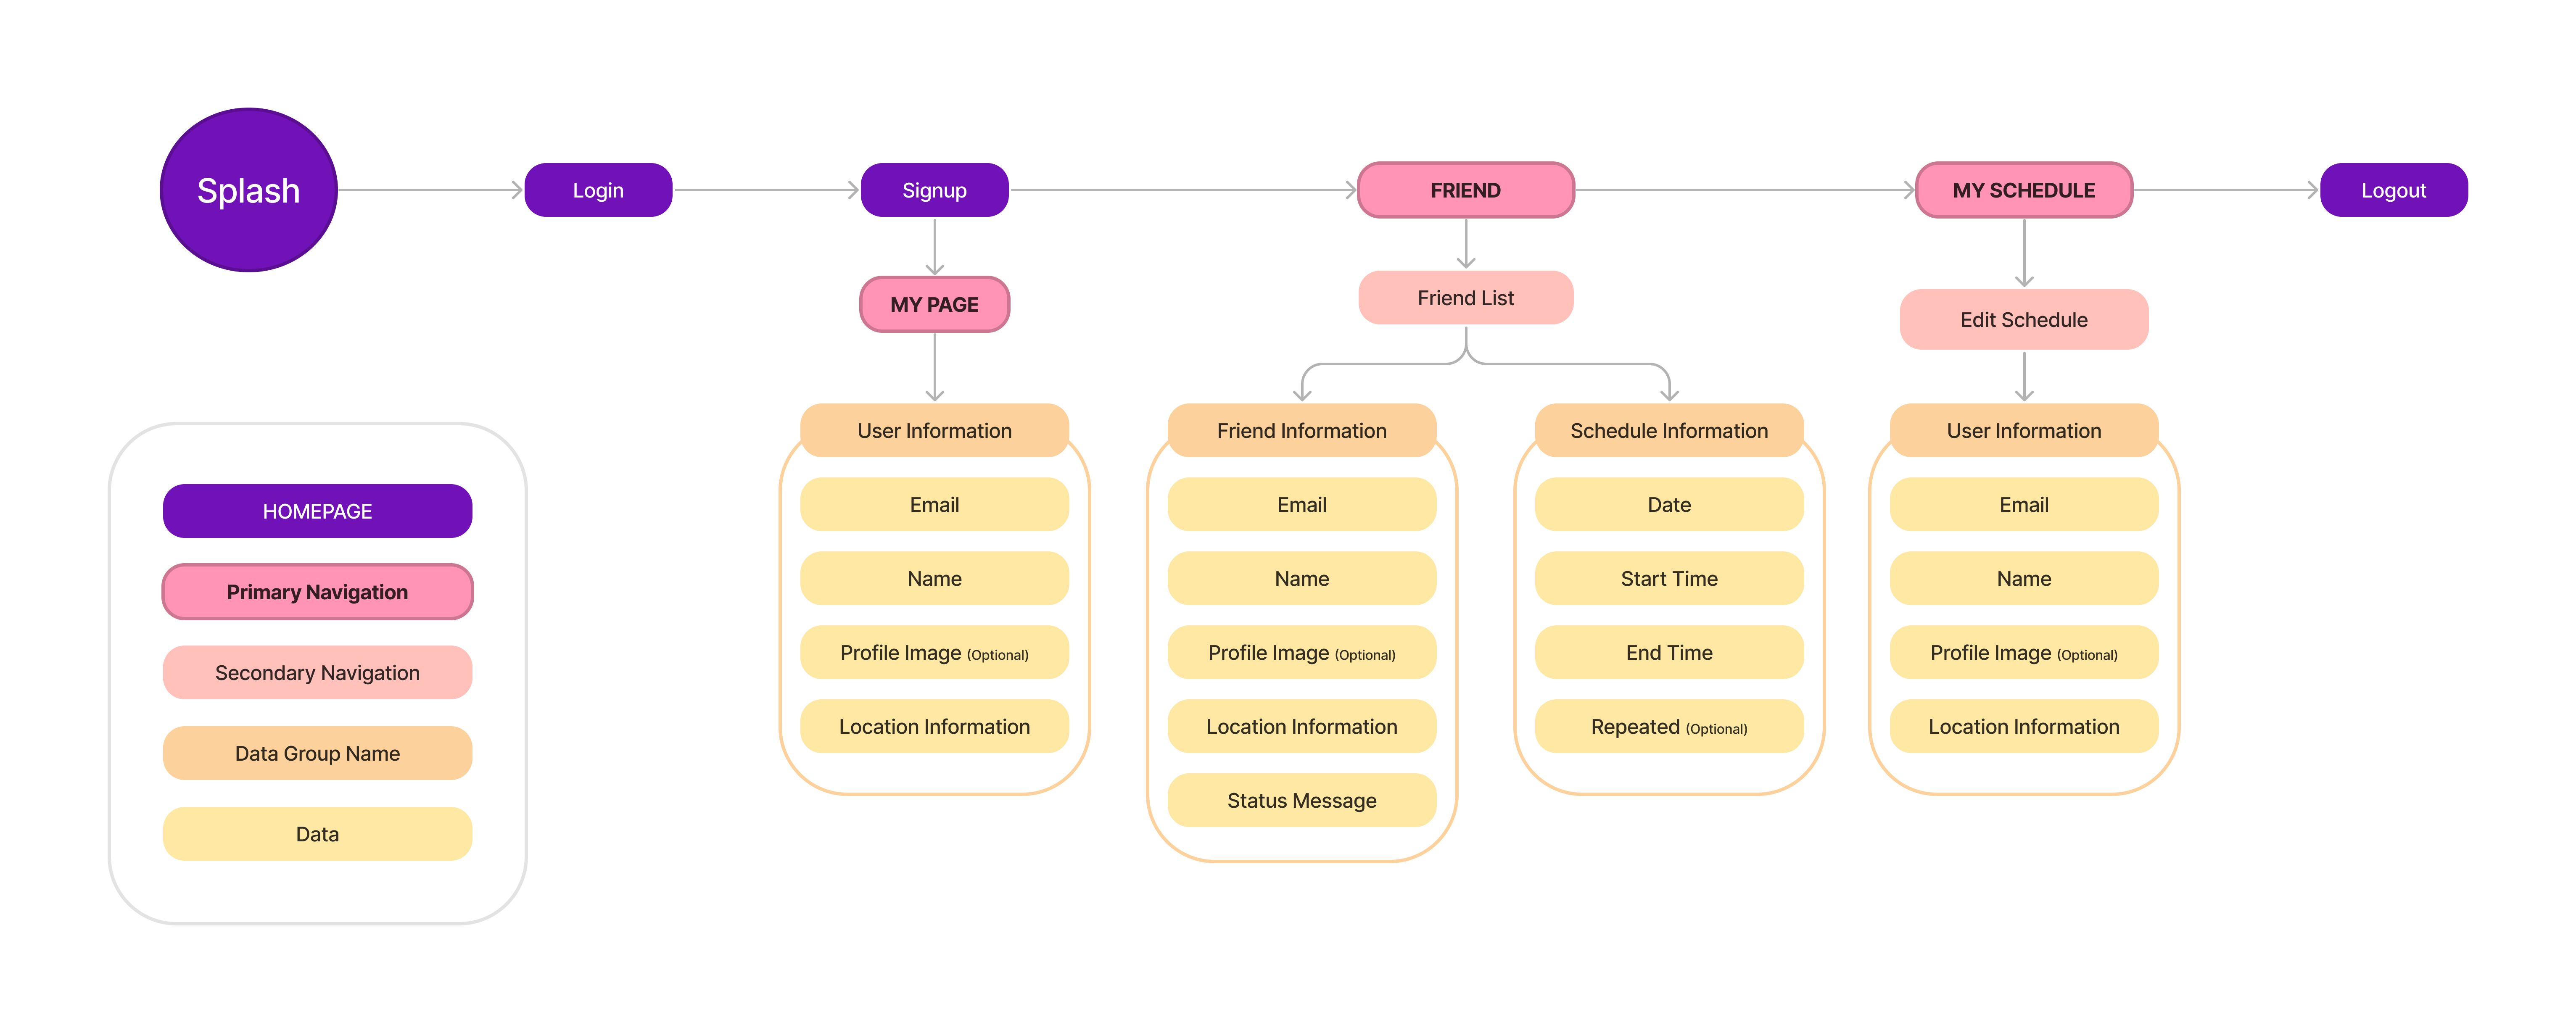 Splash
Login
Signup
FRIEND
MY SCHEDULE
Logout
MY PAGE
Friend List
Edit Schedule
User Information
Email
Name
Profile Image (Optional)
Location Information
Friend Information
Email
Name
Profile Image (Optional)
Location Information
Status Message
Schedule Information
Date
Start Time
End Time
Repeated (Optional)
User Information
Email
Name
Profile Image (Optional)
Location Information
HOMEPAGE
Primary Navigation
Secondary Navigation
Data Group Name
Data